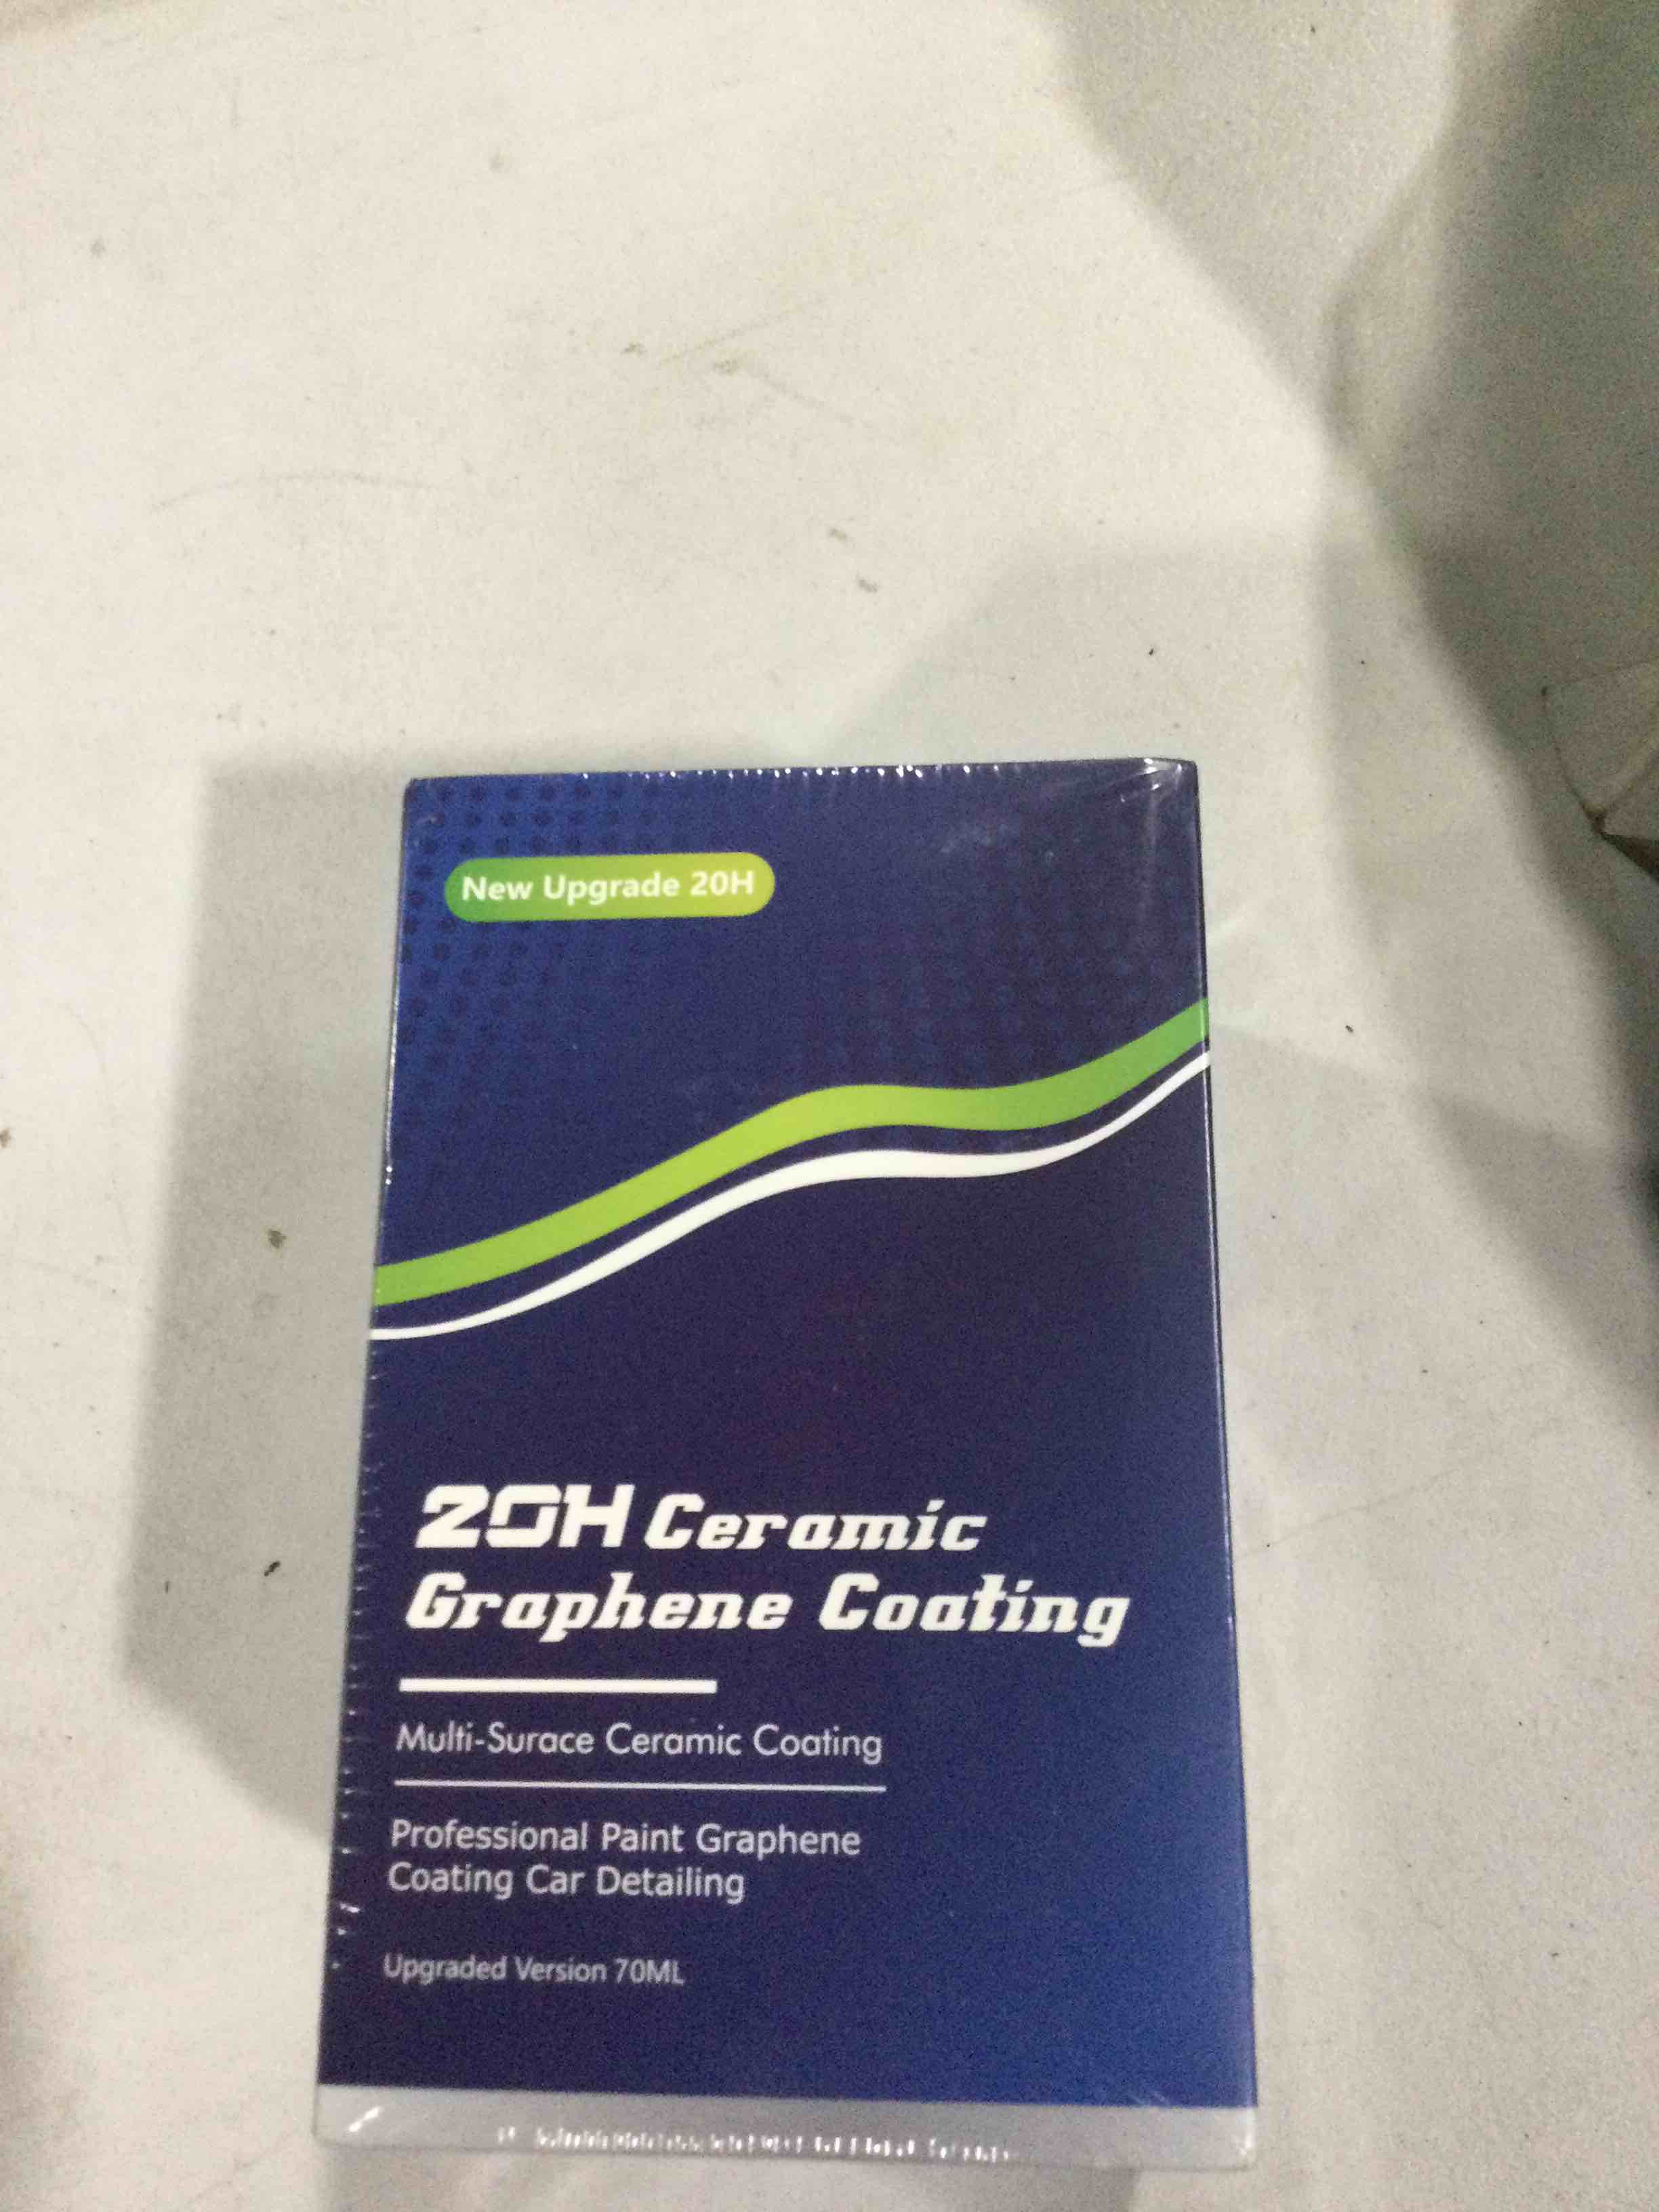 New Upgrade 20H
20H Ceramic
Graphene Coating
Multi-Surace Ceramic Coating
Professional Paint Graphene
Coating Car Detailing
Upgraded Version 70ML